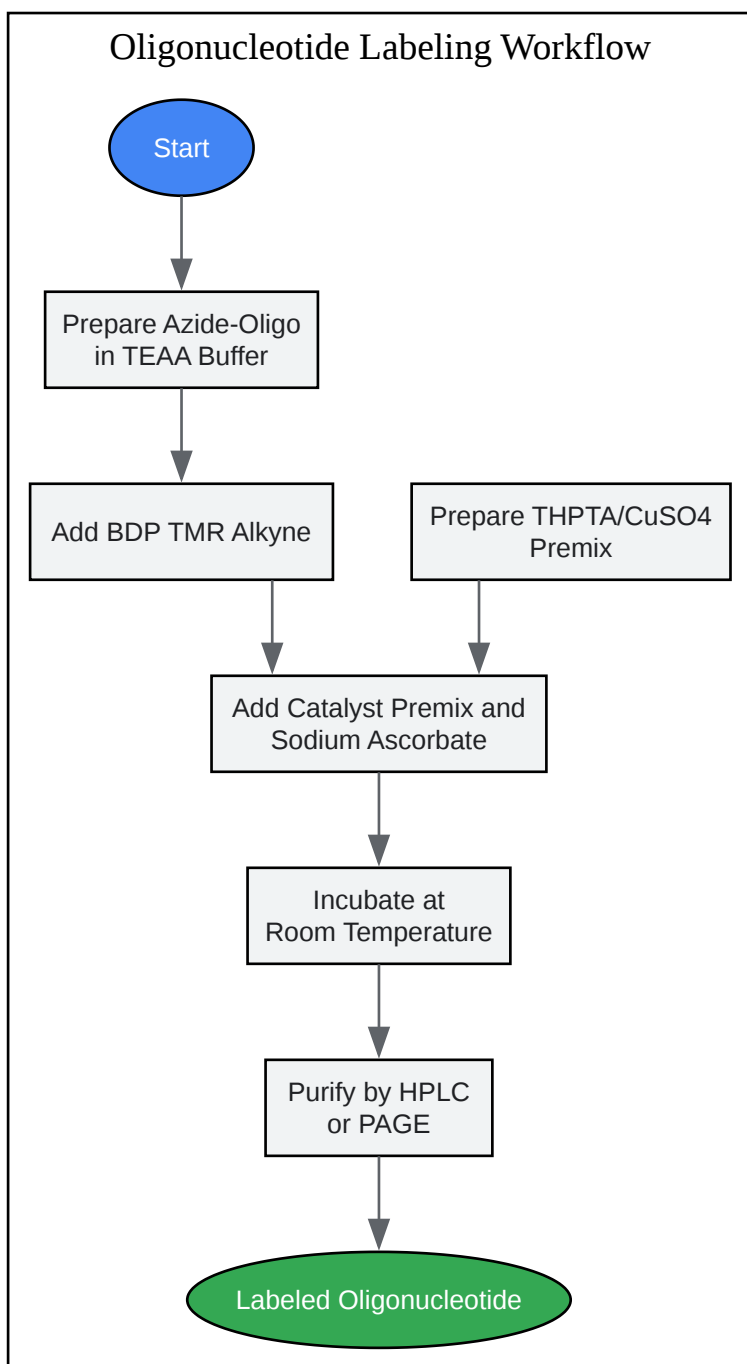 Oligonucleotide Labeling Workflow
Start
Prepare Azide-Oligo
in TEAA Buffer
Add BDP TMR Alkyne
Prepare THPTA/CuSO4
Premix
Add Catalyst Premix and
Sodium Ascorbate
Incubate at
Room Temperature
Purify by HPLC
or PAGE
Labeled Oligonucleotide